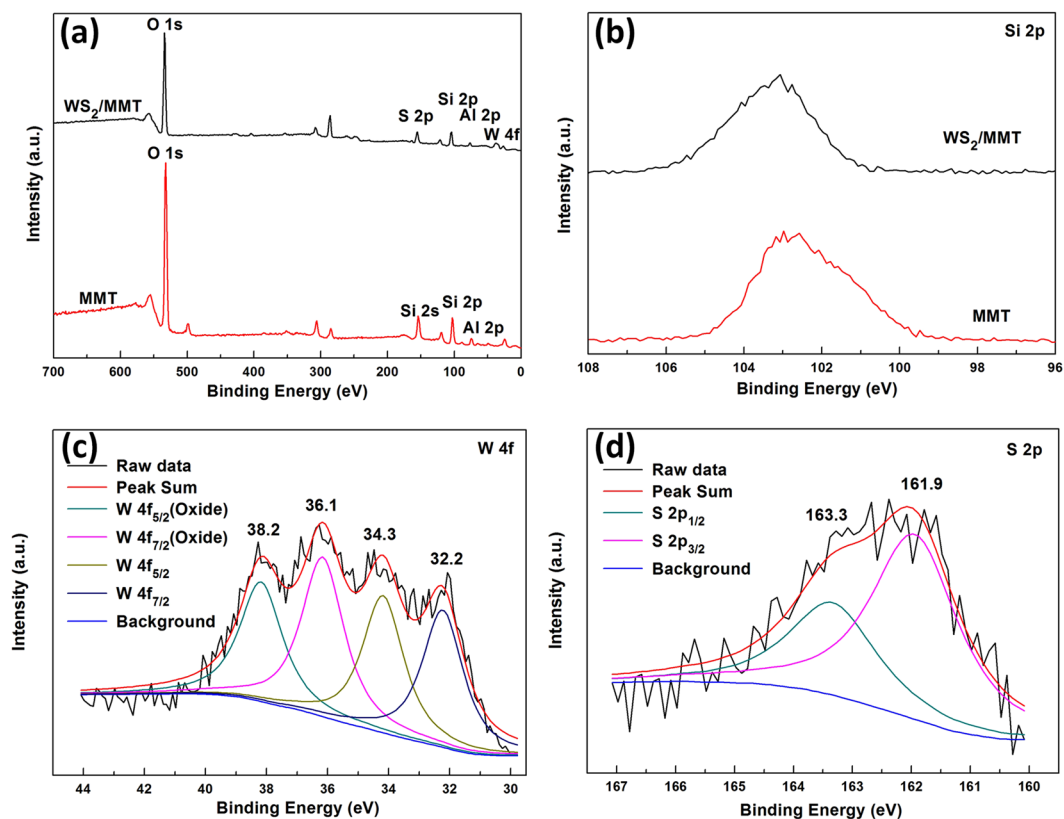 (a)
O 1s
WS2/MMT
S 2p
Si 2p
Al 2p
W 4f
O 1s
MMT
Si 2s
Si 2p
Al 2p
Intensity (a.u.)
700 600 500 400 300 200 100 0
Binding Energy (eV)
(b)
Si 2p
WS2/MMT
MMT
Intensity (a.u.)
108 106 104 102 100 98 96
Binding Energy (eV)
(c)
W 4f
Raw data
Peak Sum
W 4f5/2(Oxide)
W 4f7/2(Oxide)
W 4f5/2
W 4f7/2
Background
38.2
36.1
34.3
32.2
Intensity (a.u.)
44 42 40 38 36 34 32 30
Binding Energy (eV)
(d)
S 2p
Raw data
Peak Sum
S 2p1/2
S 2p3/2
Background
163.3
161.9
Intensity (a.u.)
167 166 165 164 163 162 161 160
Binding Energy (eV)